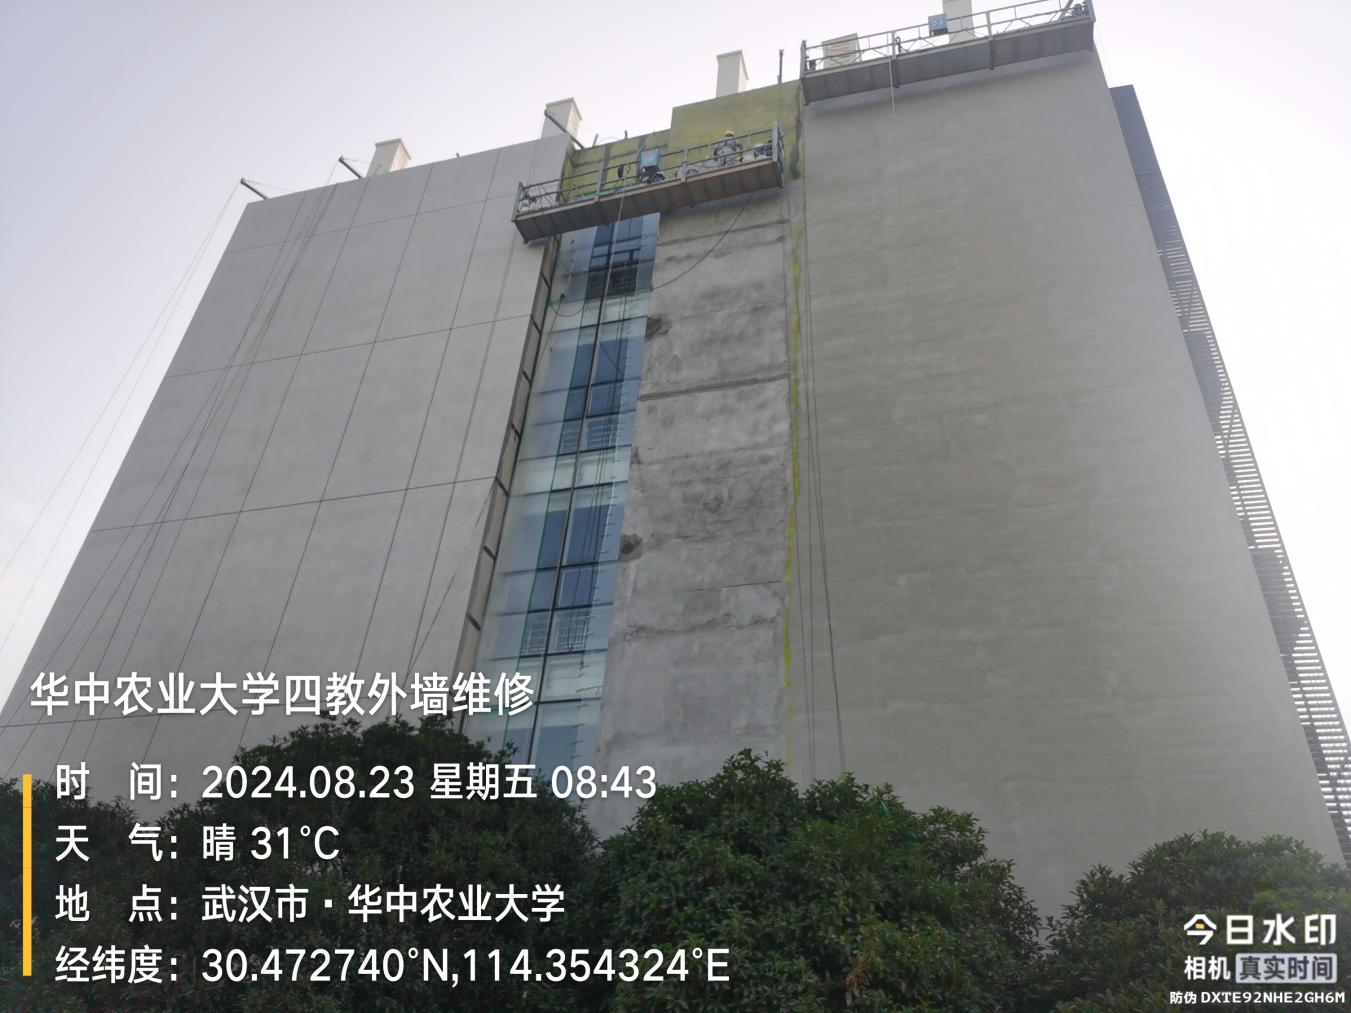 华中农业大学四教外墙维修
时 间：2024.08.23 星期五 08:43
天 气：晴 31°C
地 点：武汉市·华中农业大学
经纬度：30.472740°N,114.354324°E
今日水印
相机 真实时间
防伪 DXTE92NHE2GH6M